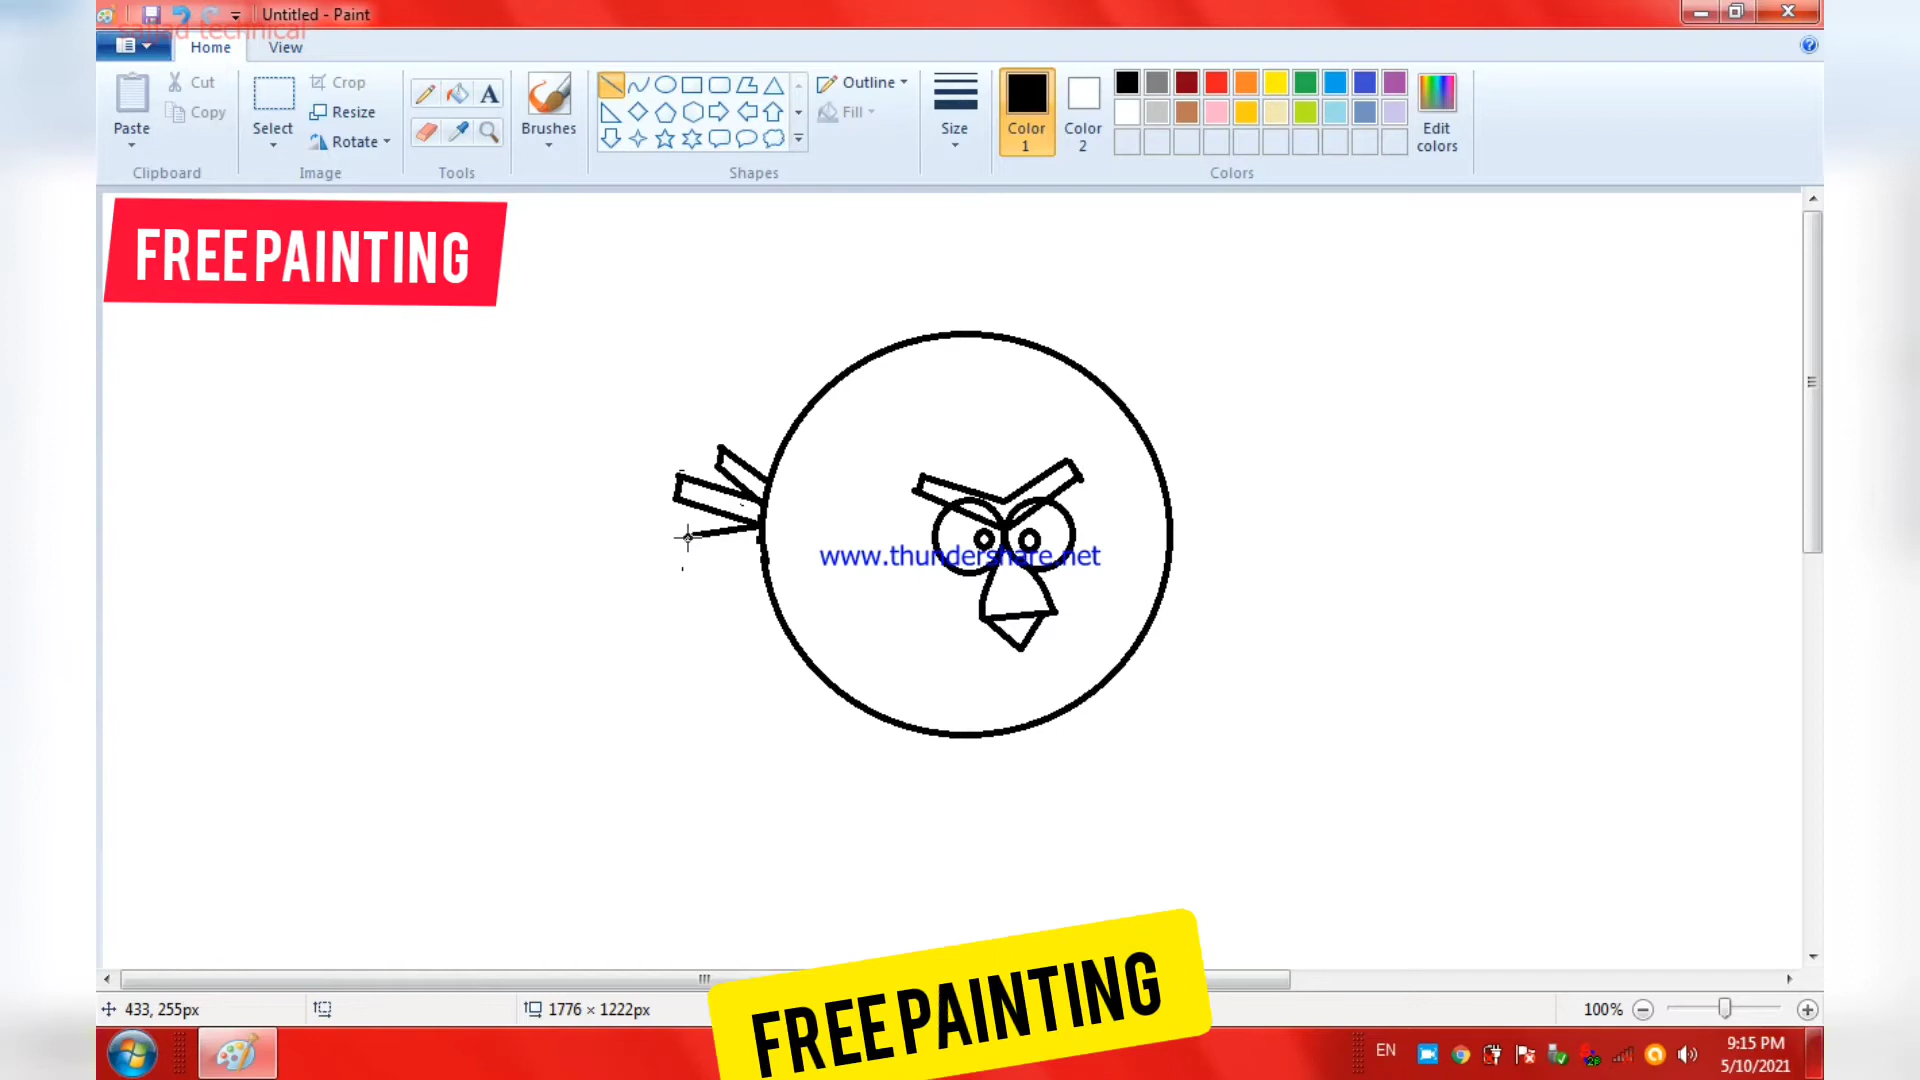 Untitled - Paint
sajjad technical
Home View
Paste
Cut
Copy
Clipboard
Select
Crop
Resize
Rotate
Image
A
Tools
Brushes
Outline
Fill
Shapes
Size
Color
1
Color
2
Edit
colors
Colors
FREE PAINTING
www.thundershare.net
433, 255px
1776 × 1222px
100%
FREE PAINTING
EN
9:15 PM
5/10/2021